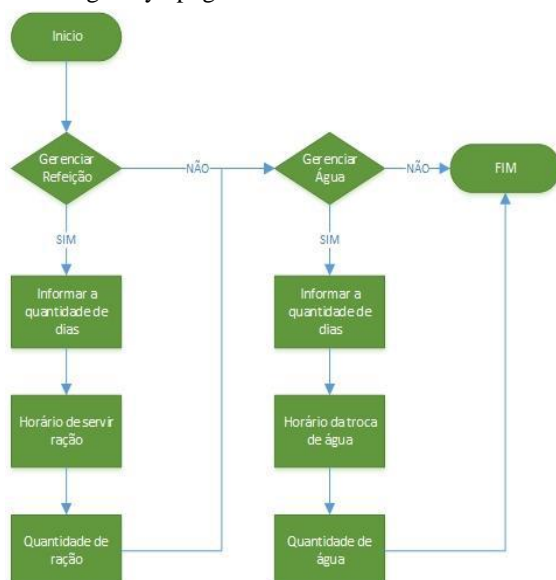 Inicio
Gerenciar
Refeição
NÃO
Gerenciar
Água
NÃO
FIM
SIM
SIM
Informar a
quantidade de
dias
Informar a
quantidade de
dias
Horário de servir
ração
Horário da troca
de água
Quantidade de
ração
Quantidade de
água